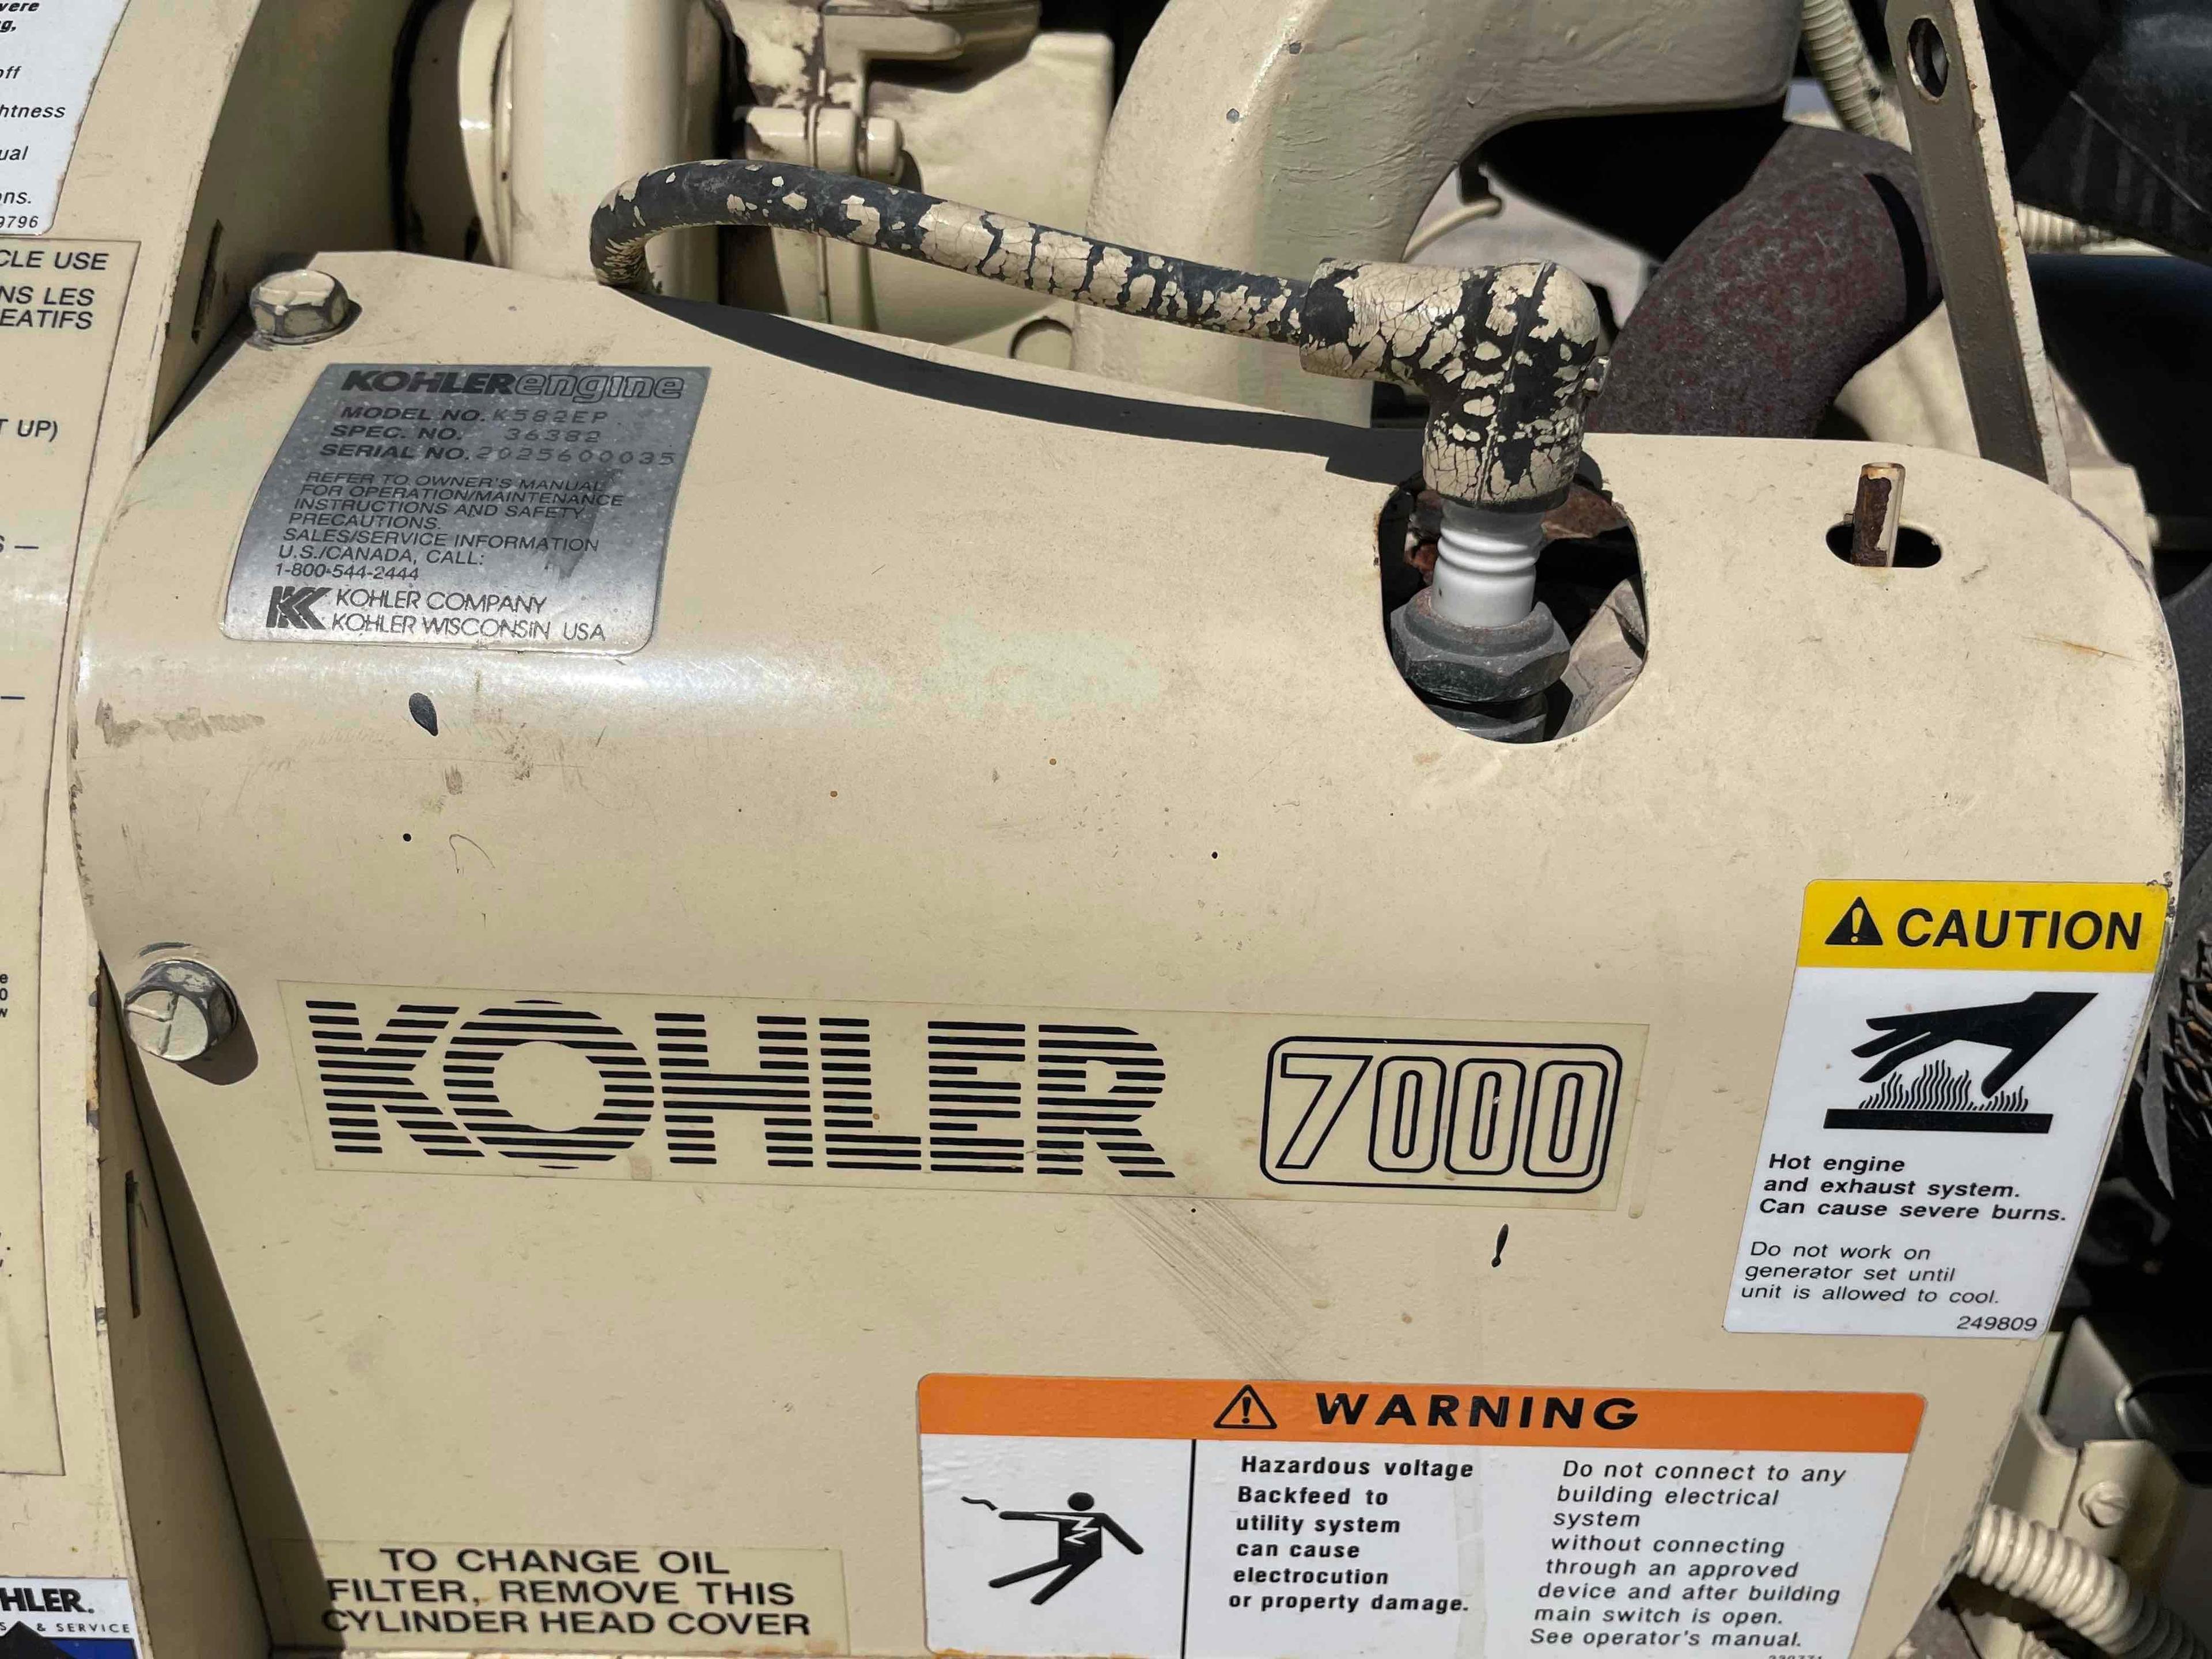 off
ons.
9796
CLE USE
NS LES
EATIFS
T UP)
KOHLERengine
MODEL NO. K582EP
SPEC. NO. 36382
SERIAL NO. 2025600035
REFER TO OWNER'S MANUAL
FOR OPERATION/MAINTENANCE
INSTRUCTIONS AND SAFETY
PRECAUTIONS.
SALES/SERVICE INFORMATION
U.S./CANADA, CALL:
1-800-544-2444
KOHLER COMPANY
KOHLER WISCONSIN USA
KOHLER 7000
CAUTION
Hot engine
and exhaust system.
Can cause severe burns.
Do not work on
generator set until
unit is allowed to cool.
249809
TO CHANGE OIL
FILTER, REMOVE THIS
CYLINDER HEAD COVER
WARNING
Hazardous voltage
Backfeed to
utility system
can cause
electrocution
or property damage.
Do not connect to any
building electrical
system
without connecting
through an approved
device and after building
main switch is open.
See operator's manual.
HLER.
& SERVICE